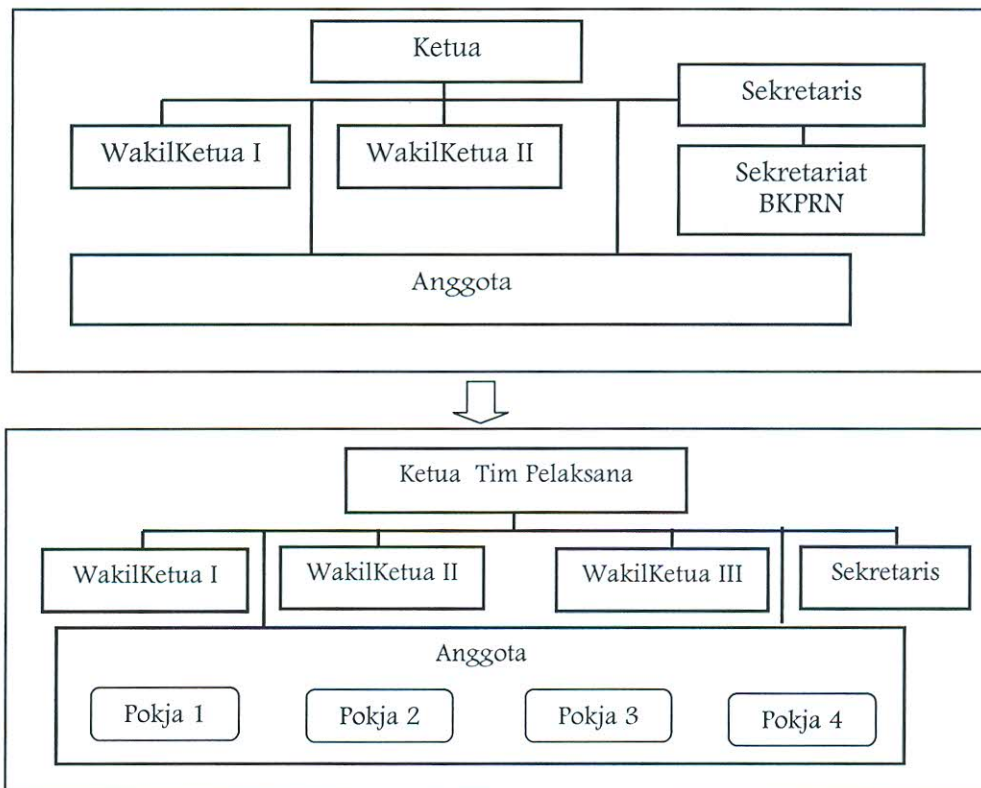 Ketua
Sekretaris
WakilKetua I
WakilKetua II
Sekretariat
BKPRN
Anggota
Ketua Tim Pelaksana
WakilKetua I
WakilKetua II
WakilKetua III
Sekretaris
Anggota
Pokja 1
Pokja 2
Pokja 3
Pokja 4